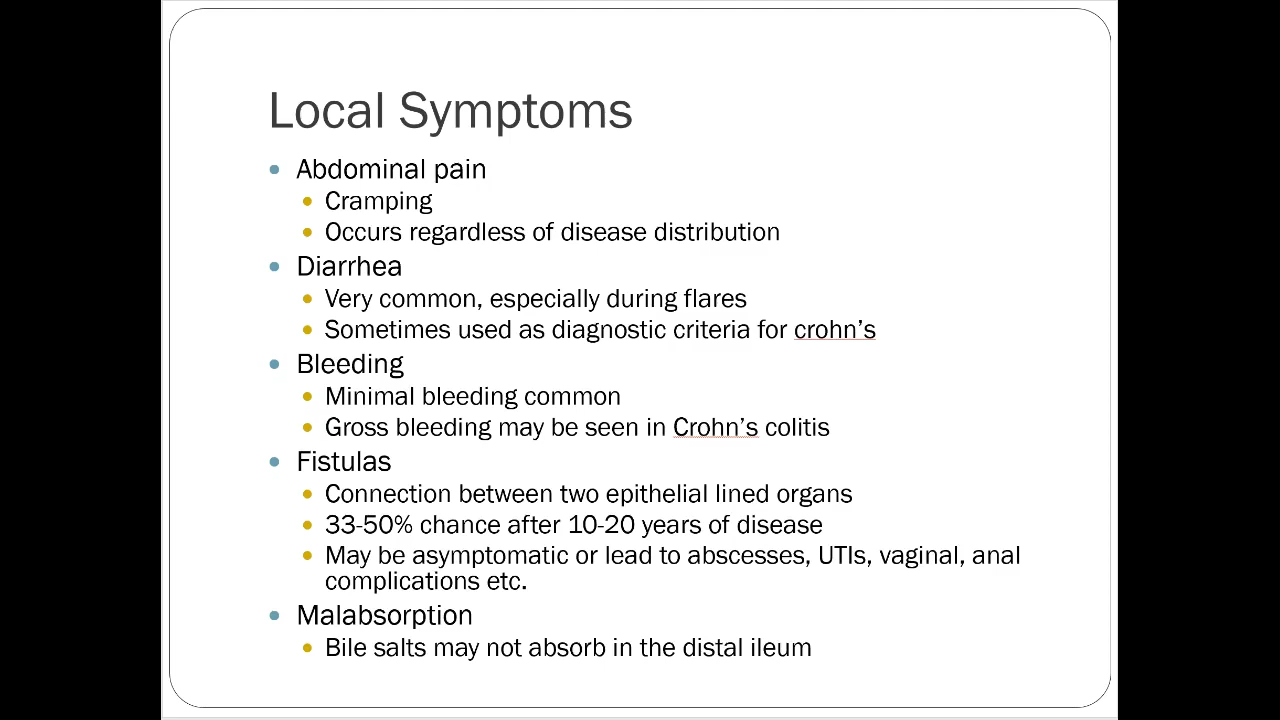 Local Symptoms
• Abdominal pain
• Cramping
• Occurs regardless of disease distribution
• Diarrhea
• Very common, especially during flares
• Sometimes used as diagnostic criteria for crohn’s
• Bleeding
• Minimal bleeding common
• Gross bleeding may be seen in Crohn’s colitis
• Fistulas
• Connection between two epithelial lined organs
• 33-50% chance after 10-20 years of disease
• May be asymptomatic or lead to abscesses, UTIs, vaginal, anal
complications etc.
• Malabsorption
• Bile salts may not absorb in the distal ileum